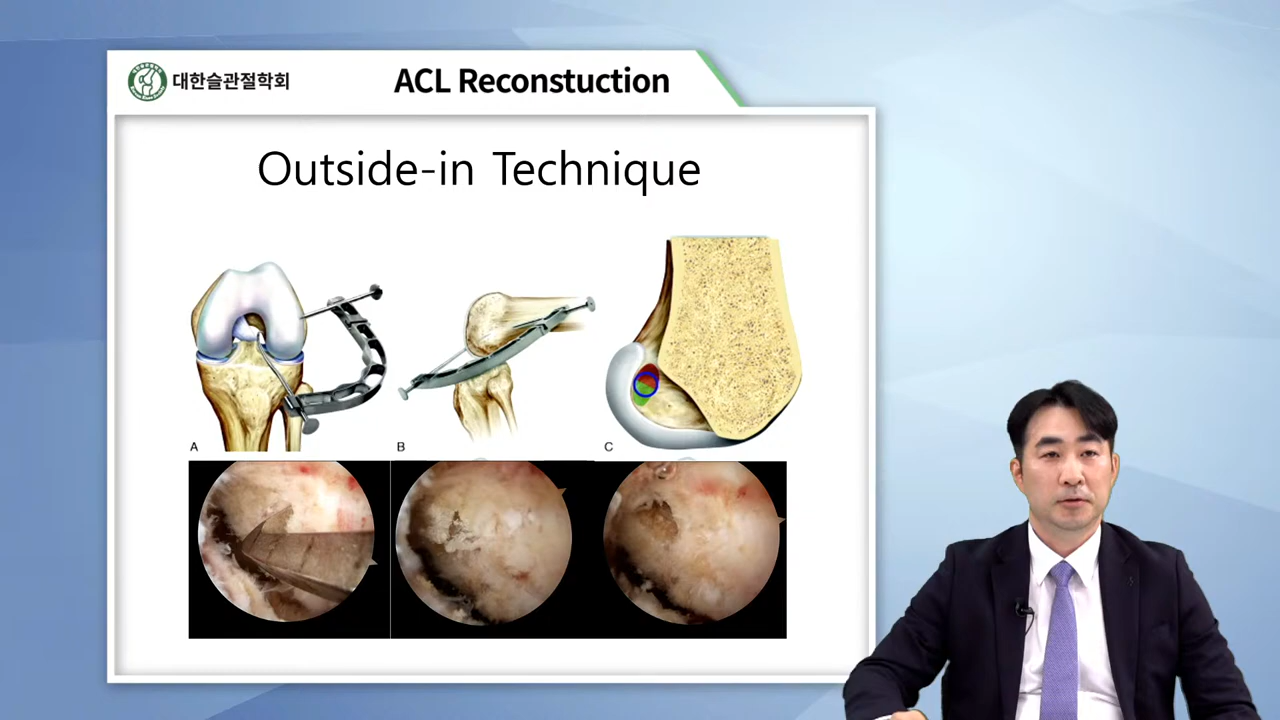 대한슬관절학회
ACL Reconstuction
Outside-in Technique
A
B
C